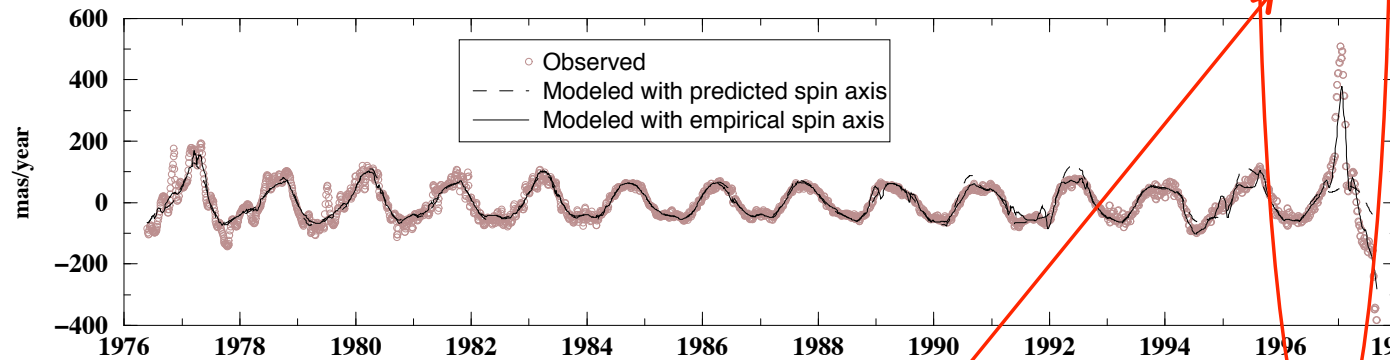 600
400
200
0
−200
−400
mas/year
Observed
Modeled with predicted spin axis
Modeled with empirical spin axis
1976 1978 1980 1982 1984 1986 1988 1990 1992 1994 1996